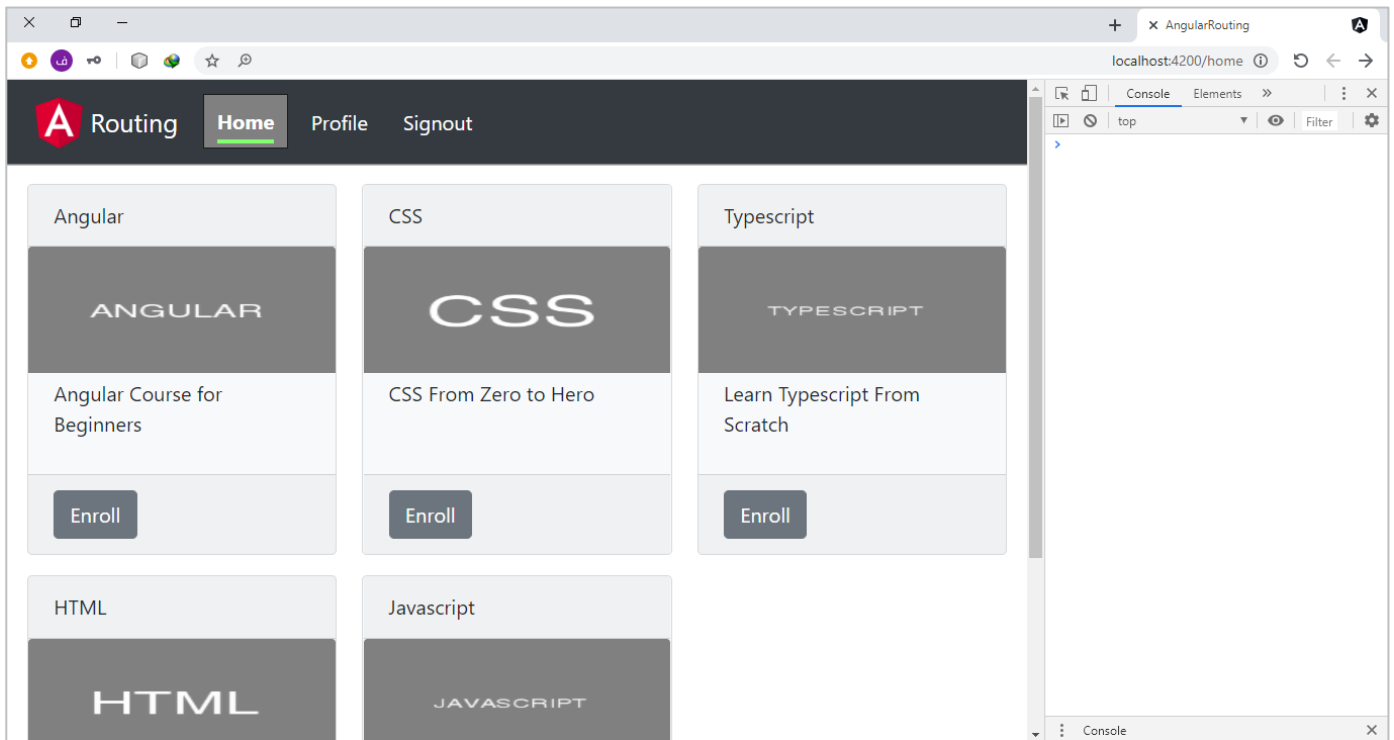 AngularRouting
localhost:4200/home
ف
A Routing Home Profile Signout
Console Elements
top Filter
Angular
ANGULAR
Angular Course for
Beginners
Enroll
CSS
CSS
CSS From Zero to Hero
Enroll
Typescript
TYPESCRIPT
Learn Typescript From
Scratch
Enroll
HTML
HTML
Javascript
JAVASCRIPT
Console